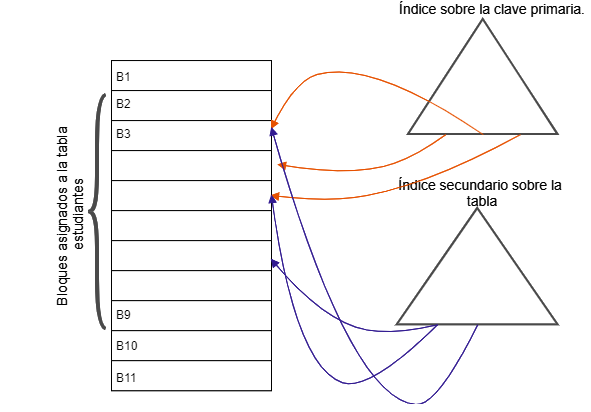 Índice sobre la clave primaria.
B1
B2
B3
Bloques asignados a la tabla
estudiantes
Índice secundario sobre la
tabla
B9
B10
B11